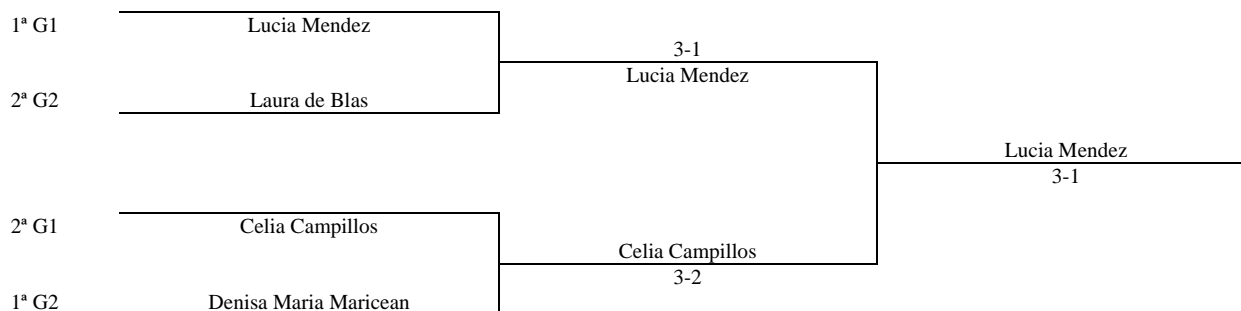 1ª G1 Lucia Mendez
3-1
Lucia Mendez
2ª G2 Laura de Blas
Lucia Mendez
3-1
2ª G1 Celia Campillos
Celia Campillos
3-2
1ª G2 Denisa Maria Maricean